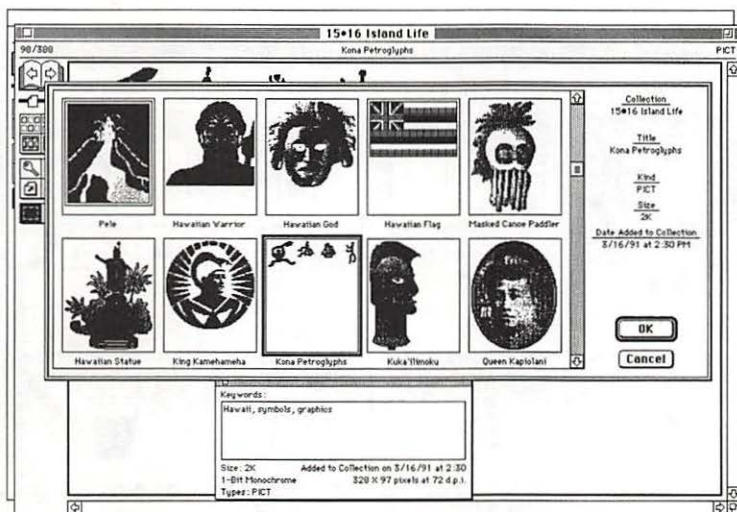 15•16 Island Life
98/388
Kona Petroglyphs
PICT
Pele
Hawaiian Warrior
Hawaiian God
Hawaiian Flag
Masked Canoe Paddler
Hawaiian Statue
King Kamehameha
Kona Petroglyphs
Kuka'ilimoku
Queen Kapiolani
Collection
15•16 Island Life
Title
Kona Petroglyphs
Kind
PICT
Size
2K
Date Added to Collection
3/16/91 at 2:30 PM
OK
Cancel
Keywords:
Hawaii, symbols, graphics
Size: 2K
Added to Collection on 3/16/91 at 2:30
1-Bit Monochrome
328 X 97 pixels at 72 d.p.i.
Types: PICT